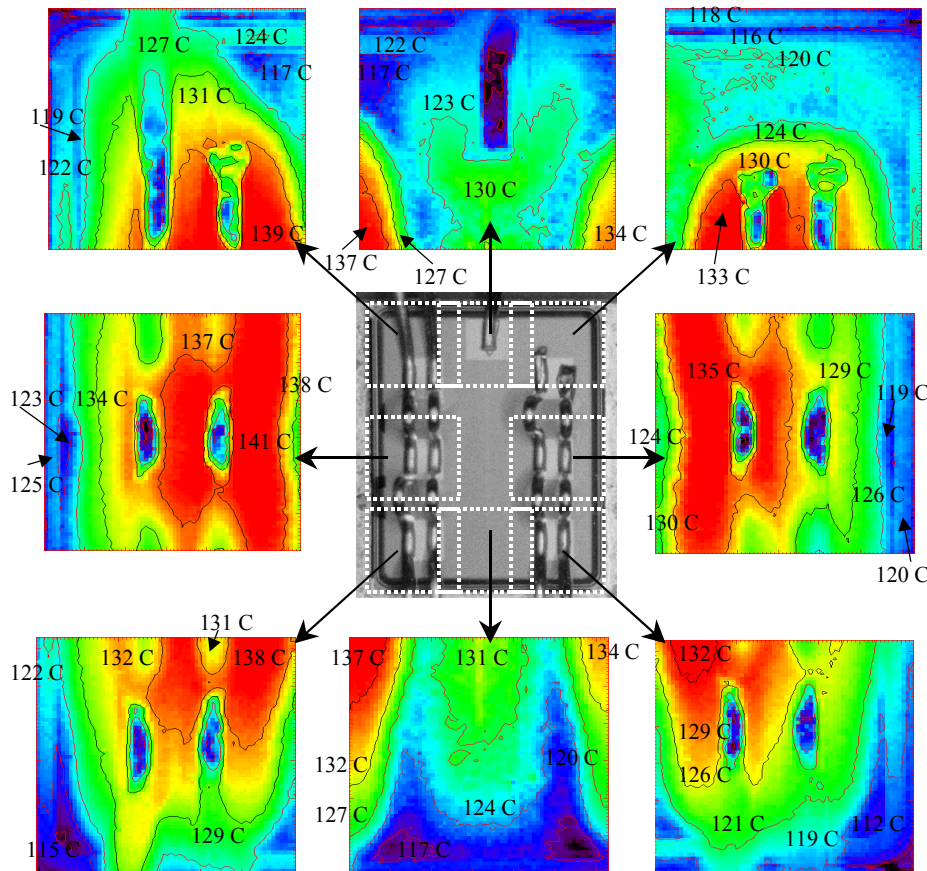 127 C
124 C
117 C
131 C
119 C
122 C
139 C
122 C
117 C
123 C
130 C
137 C
127 C
134 C
118 C
116 C
120 C
124 C
130 C
133 C
137 C
138 C
134 C
123 C
141 C
125 C
135 C
129 C
119 C
124 C
126 C
130 C
120 C
131 C
132 C
138 C
122 C
129 C
115 C
137 C
131 C
134 C
132 C
120 C
127 C
124 C
117 C
132 C
129 C
126 C
121 C
112 C
119 C